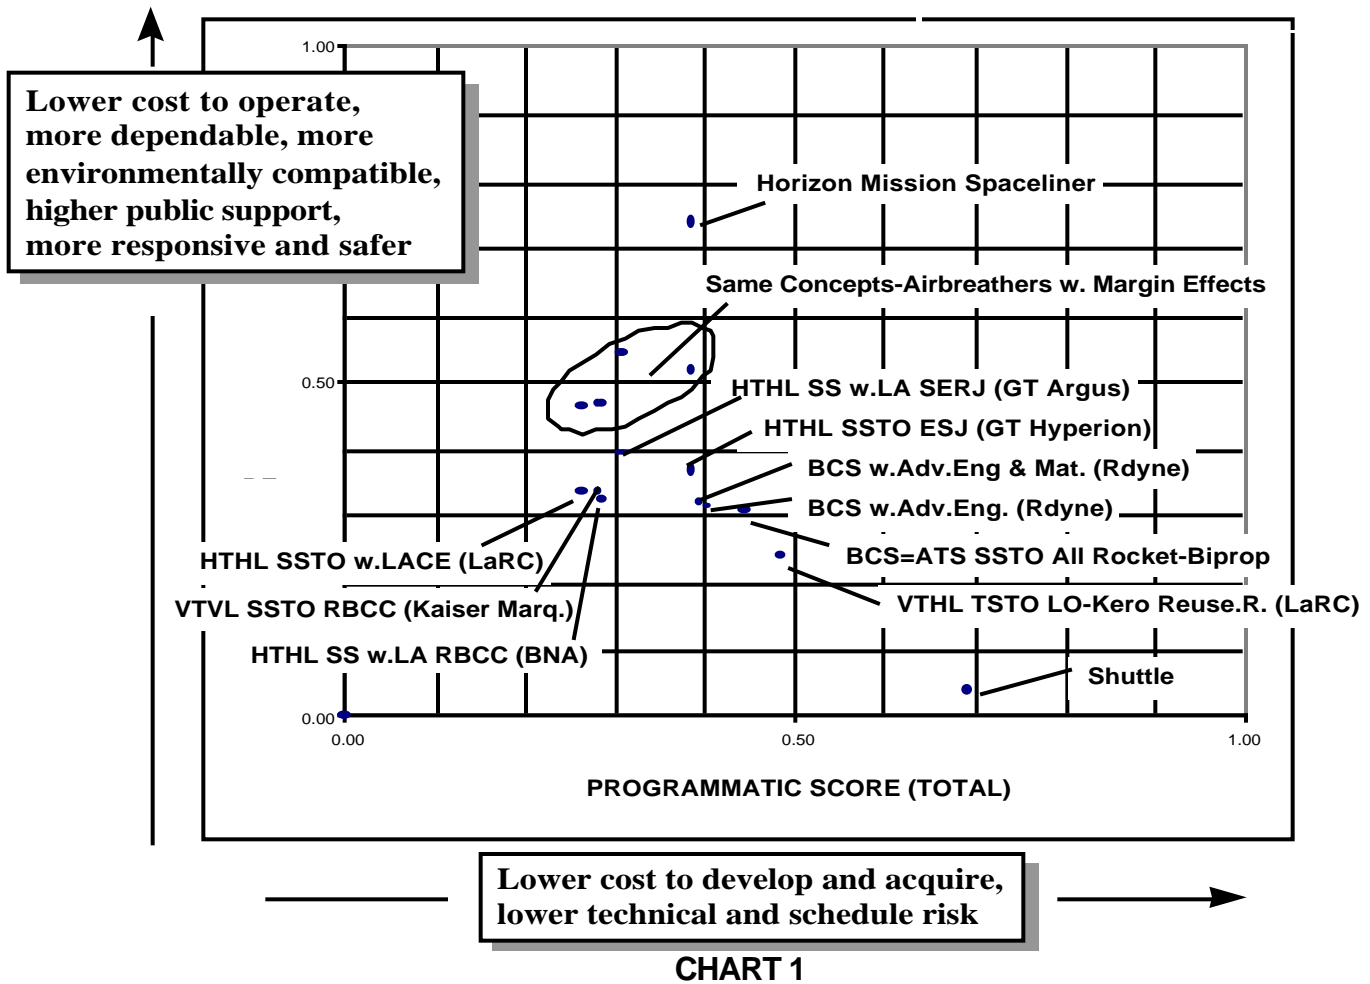 1.00
Lower cost to operate,
more dependable, more
environmentally compatible,
higher public support,
more responsive and safer
Horizon Mission Spaceliner
Same Concepts-Airbreathers w. Margin Effects
0.50
HTHL SS w.LA SERJ (GT Argus)
HTHL SSTO ESJ (GT Hyperion)
BCS w.Adv.Eng & Mat. (Rdyne)
BCS w.Adv.Eng. (Rdyne)
BCS=ATS SSTO All Rocket-Biprop
HTHL SSTO w.LACE (LaRC)
VTHL TSTO LO-Kero Reuse.R. (LaRC)
VTVL SSTO RBCC (Kaiser Marq.)
HTHL SS w.LA RBCC (BNA)
Shuttle
0.00
0.00
0.50
1.00
PROGRAMMATIC SCORE (TOTAL)
Lower cost to develop and acquire,
lower technical and schedule risk
CHART 1